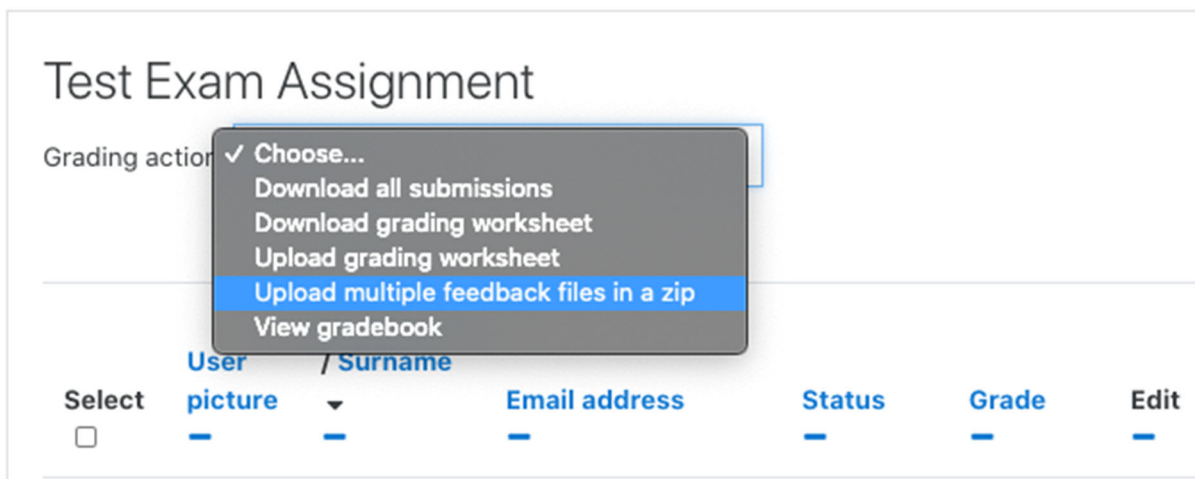 Test Exam Assignment
Grading action
✓ Choose...
Download all submissions
Download grading worksheet
Upload grading worksheet
Upload multiple feedback files in a zip
View gradebook
User picture
/ Surname
Select
Email address
Status
Grade
Edit